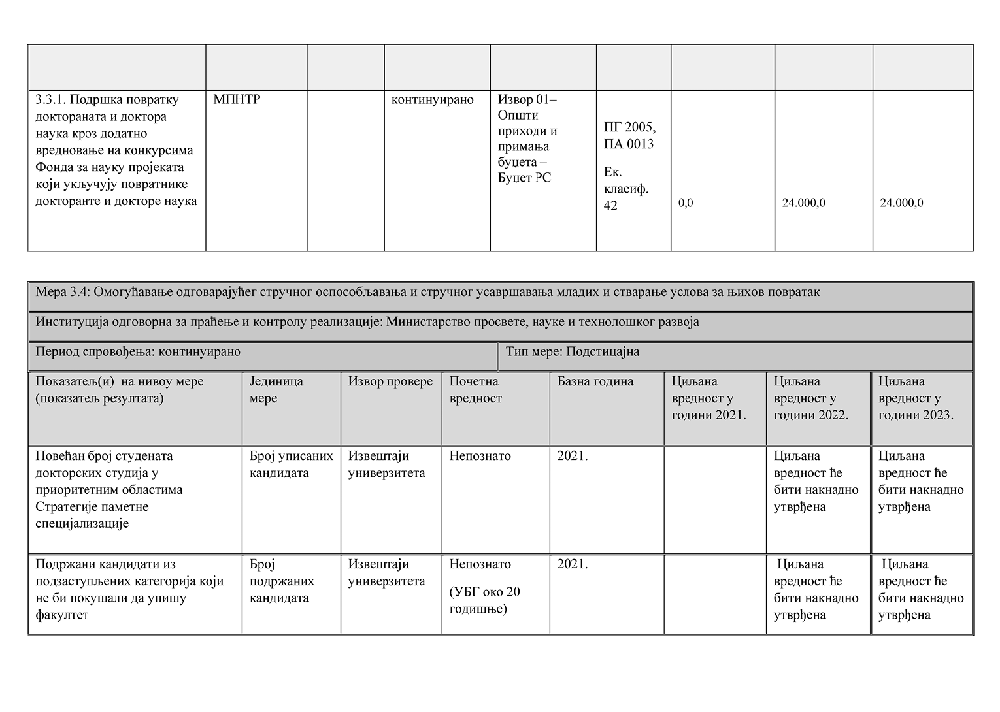 3.3.1. Подршка повратку
доктораната и доктора
наука кроз додатно
вредновање на конкурсима
Фонда за науку пројеката
који укључују повратнике
докторанте и докторе наука
МПНТР
континуирано
Извор 01–
Општи
приходи и
примања
буџета –
Буџет РС
ПГ 2005,
ПА 0013
Ек.
класиф.
42
0,0
24.000,0
24.000,0
Мера 3.4: Омогућавање одговарајућег стручног оспособљавања и стручног усавршавања младих и стварање услова за њихов повратак
Институција одговорна за праћење и контролу реализације: Министарство просвете, науке и технолошког развоја
Период спровођења: континуирано
Тип мере: Подстицајна
Показатељ(и) на нивоу мере
(показатељ резултата)
Јединица
мере
Извор провере
Почетна
вредност
Базна година
Циљана
вредност у
години 2021.
Циљана
вредност у
години 2022.
Циљана
вредност у
години 2023.
Повећан број студената
докторских студија у
приоритетним областима
Стратегије паметне
специјализације
Број уписаних
кандидата
Извештаји
универзитета
Непознато
2021.
Циљана
вредност ће
бити накнадно
утврђена
Циљана
вредност ће
бити накнадно
утврђена
Подржани кандидати из
подзаступљених категорија који
не би покушали да упишу
факултет
Број
подржаних
кандидата
Извештаји
универзитета
Непознато
(УБГ око 20
годишње)
2021.
Циљана
вредност ће
бити накнадно
утврђена
Циљана
вредност ће
бити накнадно
утврђена